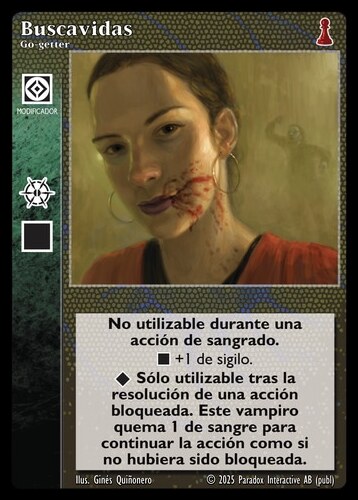 Buscavidas
Go-getter
MODIFICADOR
No utilizable durante una
acción de sangrado.
+1 de sigilo.
Sólo utilizable tras la
resolución de una acción
bloqueada. Este vampiro
quema 1 de sangre para
continuar la acción como si
no hubiera sido bloqueada.
Ilus. Ginés Quiñonero © 2025 Paradox Interactive AB (publ)